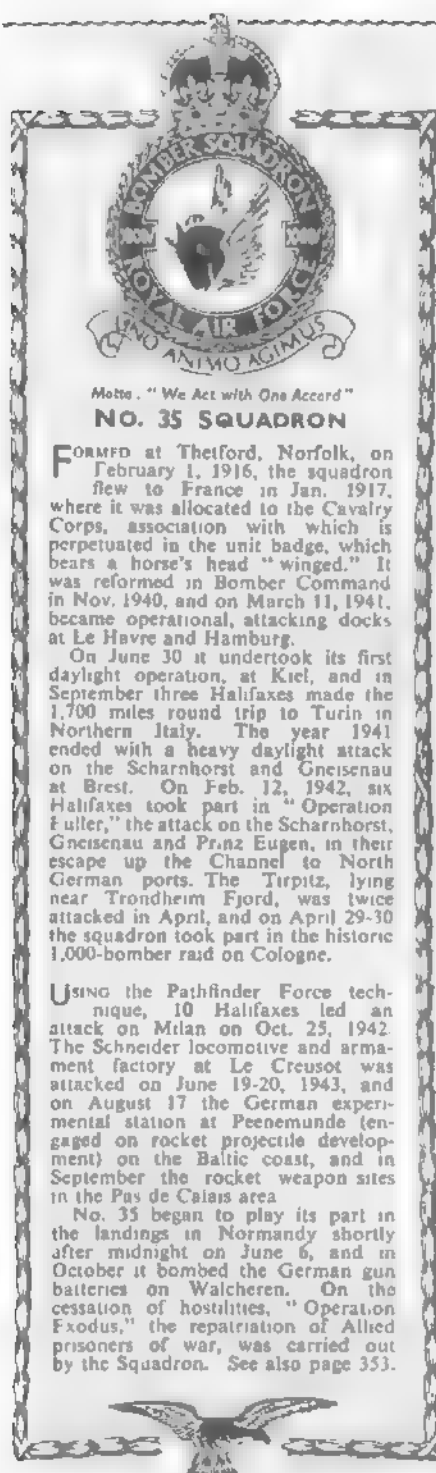 BOMBER SQUADRON
ROYAL AIR FORCE
UNO ANIMO AGIMUS
Motto. "We Act with One Accord"
NO. 35 SQUADRON
FORMED at Thetford, Norfolk, on
February 1, 1916, the squadron
flew to France in Jan. 1917,
where it was allocated to the Cavalry
Corps, association with which is
perpetuated in the unit badge, which
bears a horse's head "winged." It
was reformed in Bomber Command
in Nov. 1940, and on March 11, 1941,
became operational, attacking docks
at Le Havre and Hamburg.
On June 30 it undertook its first
daylight operation, at Kiel, and in
September three Halifaxes made the
1,700 miles round trip to Turin in
Northern Italy. The year 1941
ended with a heavy daylight attack
on the Scharnhorst and Gneisenau
at Brest. On Feb. 12, 1942, six
Halifaxes took part in "Operation
Fuller," the attack on the Scharnhorst,
Gneisenau and Prinz Eugen, in their
escape up the Channel to North
German ports. The Tirpitz, lying
near Trondheim Fjord, was twice
attacked in April, and on April 29-30
the squadron took part in the historic
1,000-bomber raid on Cologne.
USING the Pathfinder Force tech-
nique, 10 Halifaxes led an
attack on Milan on Oct. 25, 1942
The Schneider locomotive and arma-
ment factory at Le Creusot was
attacked on June 19-20, 1943, and
on August 17 the German experi-
mental station at Peenemunde (en-
gaged on rocket projectile develop-
ment) on the Baltic coast, and in
September the rocket weapon sites
in the Pas de Calais area
No. 35 began to play its part in
the landings in Normandy shortly
after midnight on June 6, and in
October it bombed the German gun
batteries on Walcheren. On the
cessation of hostilities, "Operation
Exodus," the repatriation of Allied
prisoners of war, was carried out
by the Squadron. See also page 353.